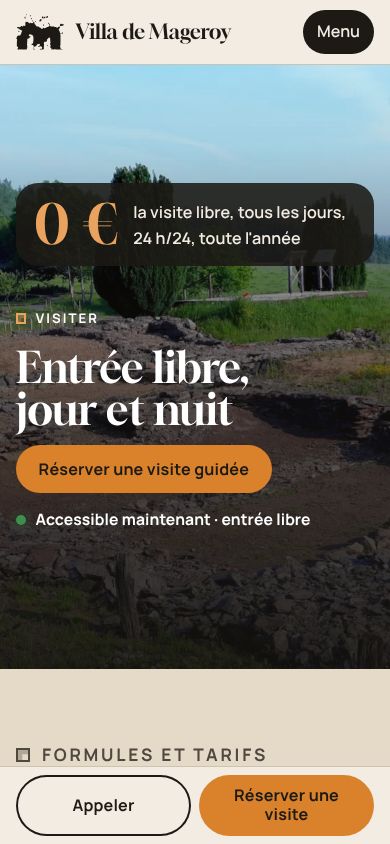 Villa de Mageroy
Menu
0 €
la visite libre, tous les jours,
24 h/24, toute l'année
VISITER
Entrée libre,
jour et nuit
Réserver une visite guidée
Accessible maintenant · entrée libre
FORMULES ET TARIFS
Appeler
Réserver une
visite